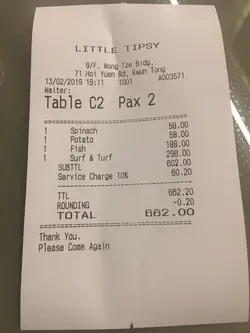 LITTLE TIPSY
9/F. Wong Tze Bldg.
71 Hoi Yuen Rd, Kwun Tong
13/02/2019 19:11 T001 A003571
Waiter:
Table C2 Pax 2
1 Spinach 58.00
1 Potato 58.00
1 Fish 188.00
1 Surf & Turf 298.00
SUBTTL 602.00
Service Charge 10% 60.20
TTL 662.20
ROUNDING -0.20
TOTAL 662.00
Thank You.
Please Come Again